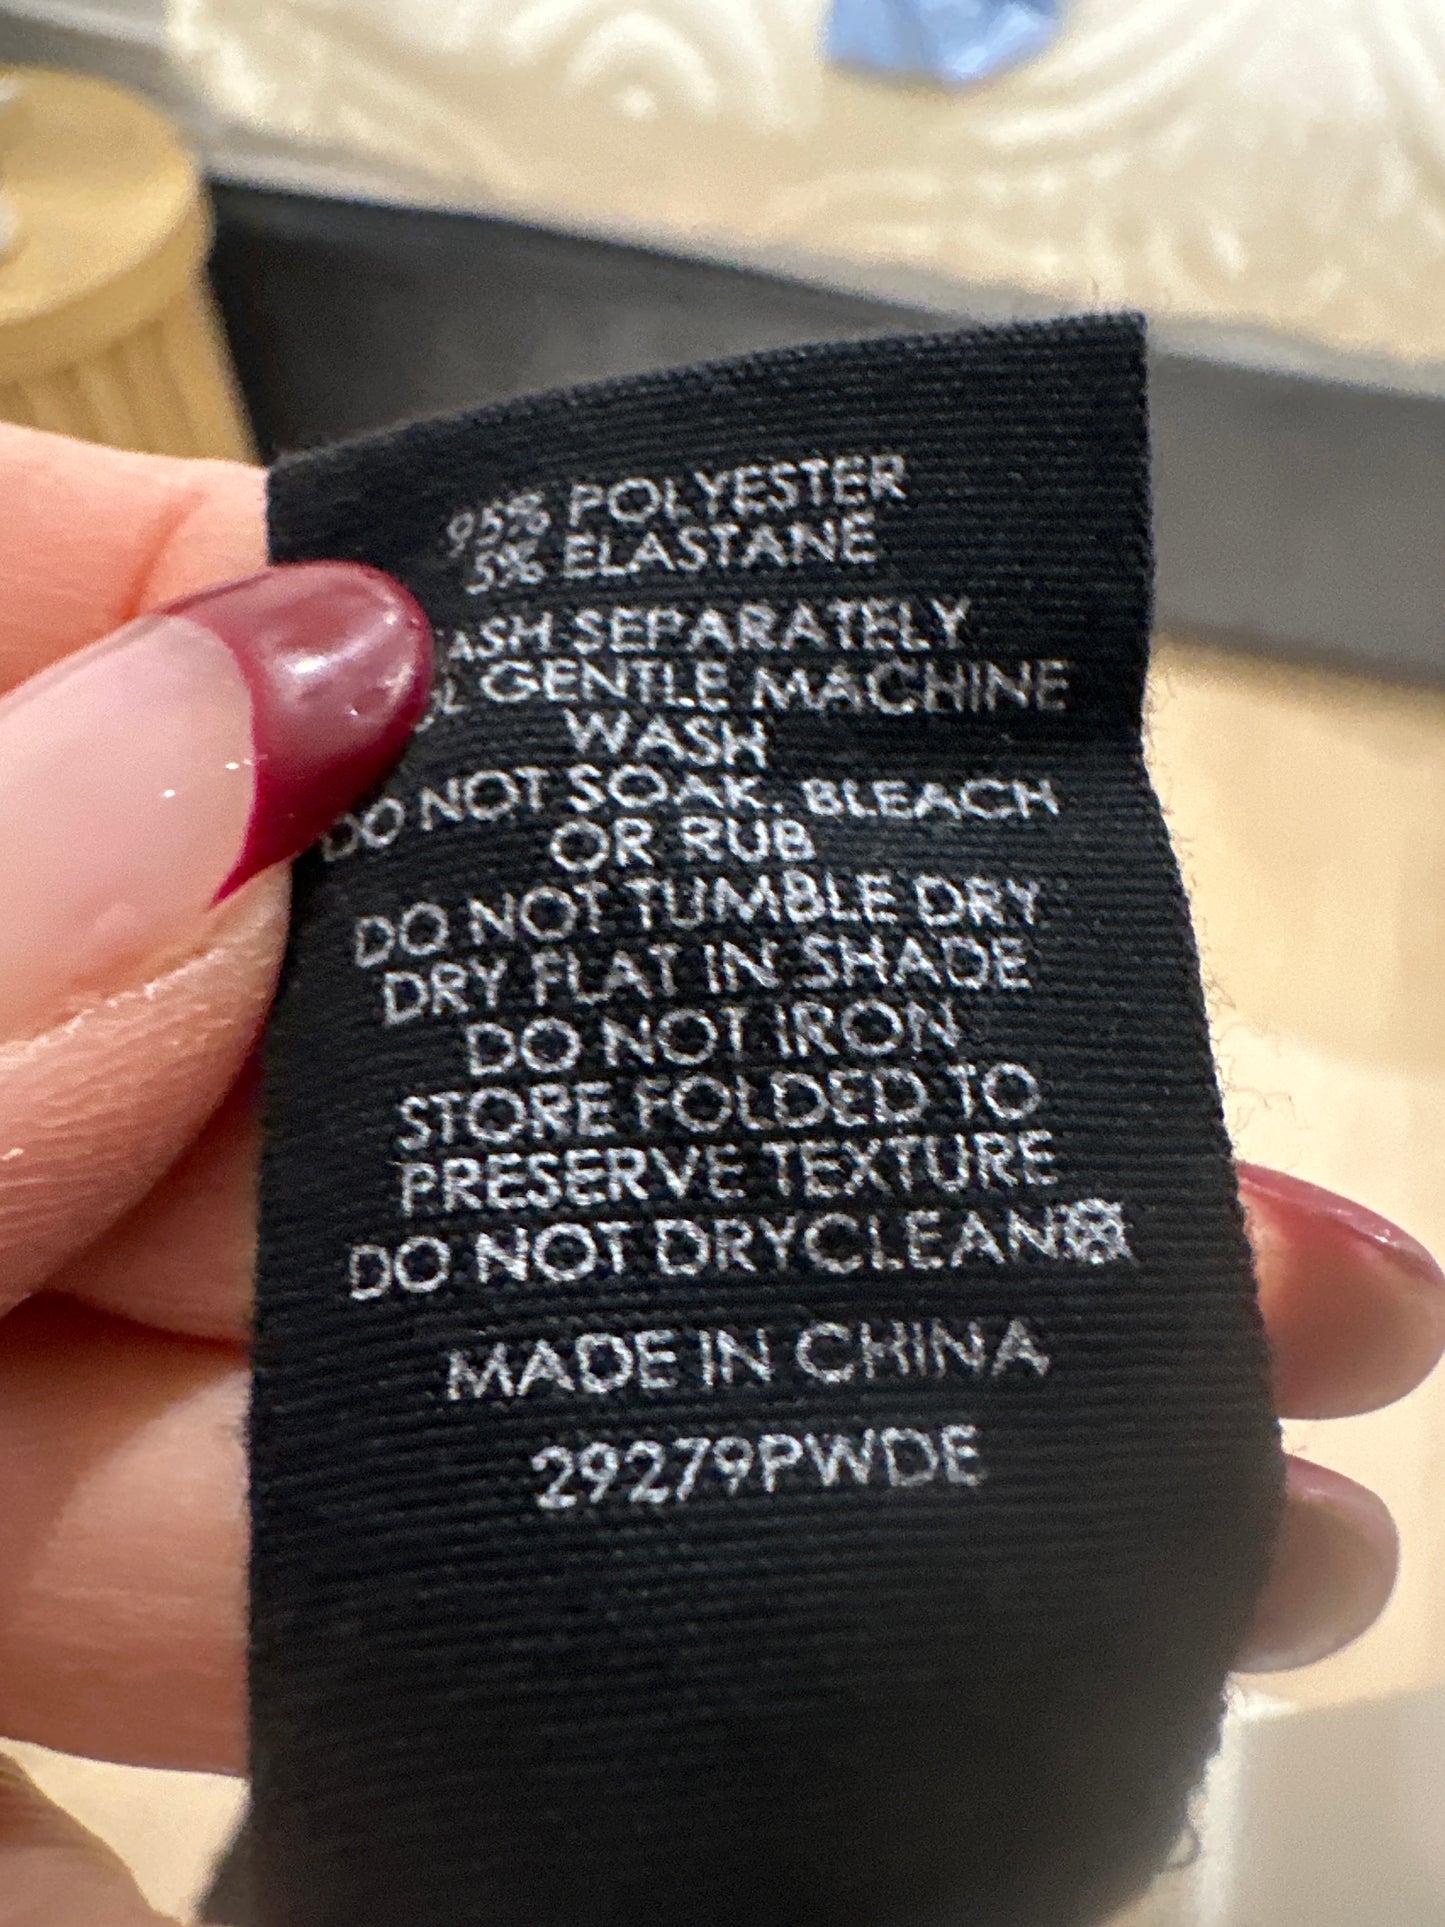 95% POLYESTER
5% ELASTANE
SEPARATELY
GENTLE MACHINE
WASH
DO NOT SOAK, BLEACH
OR RUB
DO NOT TUMBLE DRY
DRY FLAT IN SHADE
DO NOT IRON
STORE FOLDED TO
PRESERVE TEXTURE
DO NOT DRYCLEAN
MADE IN CHINA
29279PWDE